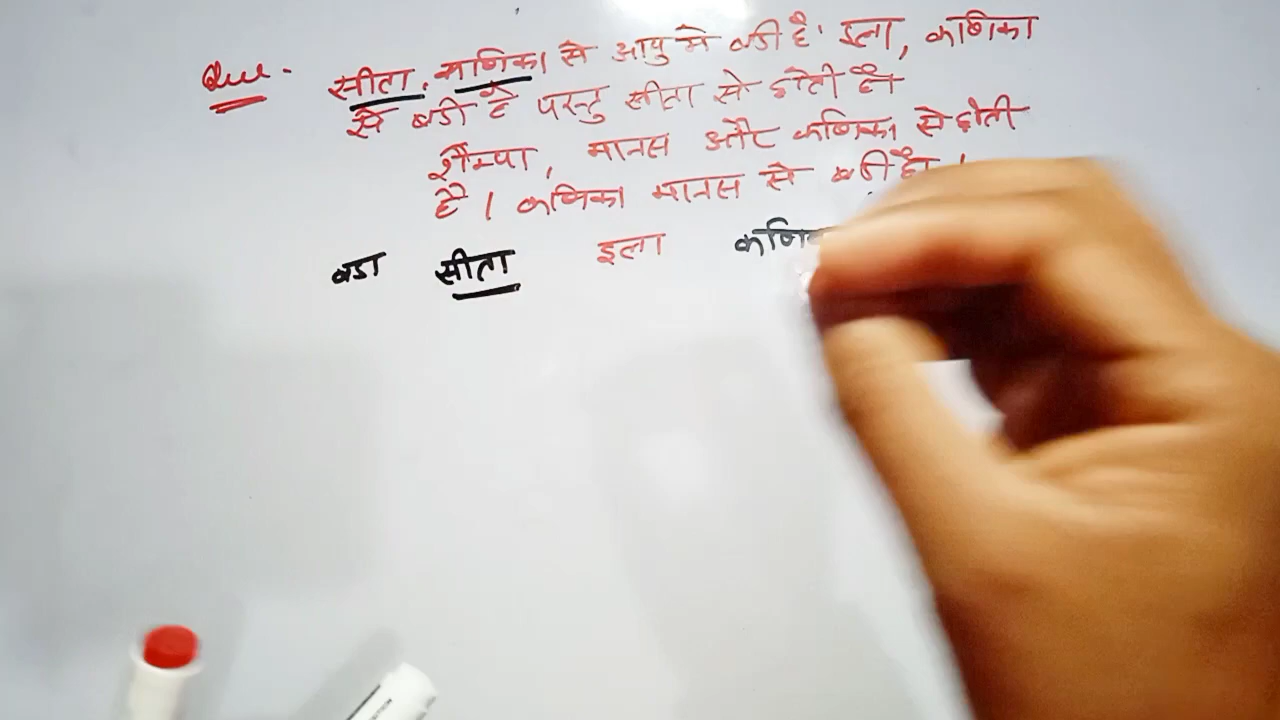 Que. सीता, मणिका से आयु मे बडी है। इला, कणिका
से बडी है परन्तु सीता से छोटी है।
शैम्पा, मानस और कणिका से छोती
है। कणिका मानस से बडी है।
बडा सीता इला